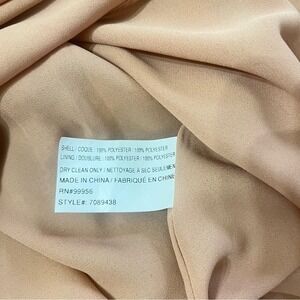 SHELL / COQUE : 100% POLYESTER / 100% POLYESTER
LINING / DOUBLURE : 100% POLYESTER / 100% POLYESTER
DRY CLEAN ONLY / NETTOYAGE A SEC SEULEMEN
MADE IN CHINA / FABRIQUÉ EN CHINE
RN#99956
STYLE#: 7089438